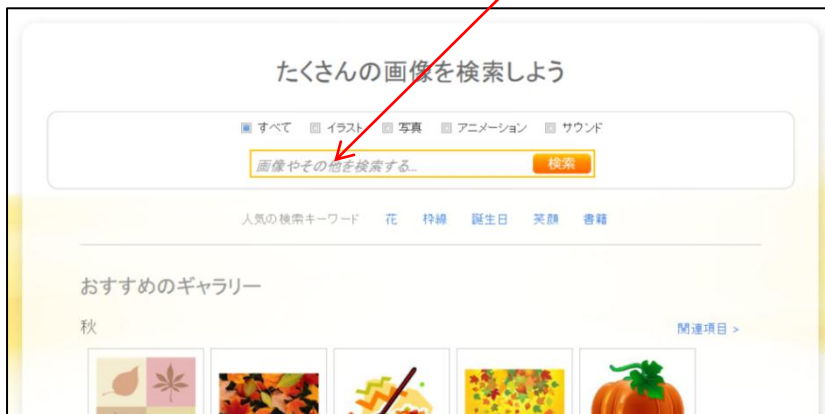 たくさんの画像を検索しよう
すべて イラスト 写真 アニメーション サウンド
画像やその他を検索する... 検索
人気の検索キーワード 花 枠線 誕生日 笑顔 書籍
おすすめのギャラリー
秋 関連項目 >